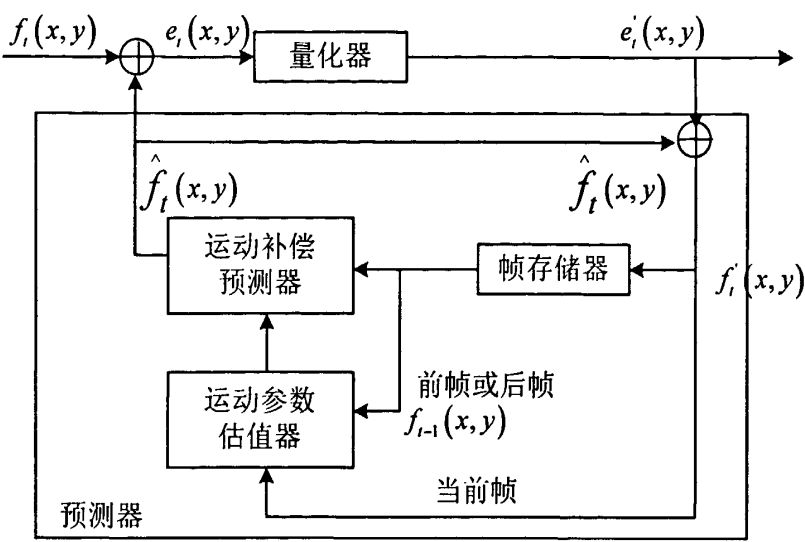 f_t(x,y) e_t(x,y) 量化器 e_t'(x,y)
f̂_t(x,y) f̂_t(x,y)
运动补偿
预测器
帧存储器
f_t'(x,y)
运动参数
估值器
前帧或后帧
f_{t-1}(x,y)
当前帧
预测器